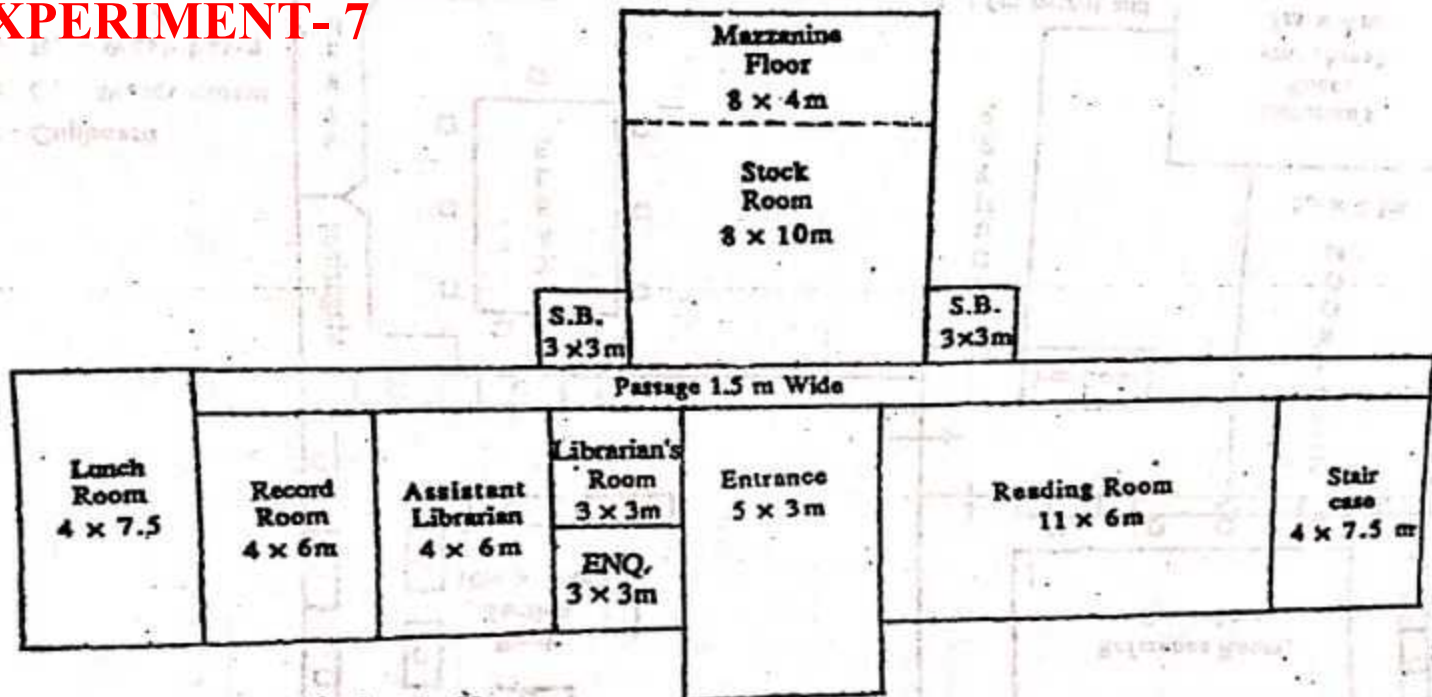 XPERIMENT- 7
Mazzanine
Floor
8 × 4m
Stock
Room
8 × 10m
S.B.
3 ×3m
S.B.
3×3m
Passage 1.5 m Wide
Lunch
Room
4 × 7.5
Record
Room
4 × 6m
Assistant
Librarian
4 × 6m
Librarian's
Room
3 × 3m
ENQ.
3 × 3m
Entrance
5 × 3m
Reading Room
11 × 6m
Stair
case
4 × 7.5 m